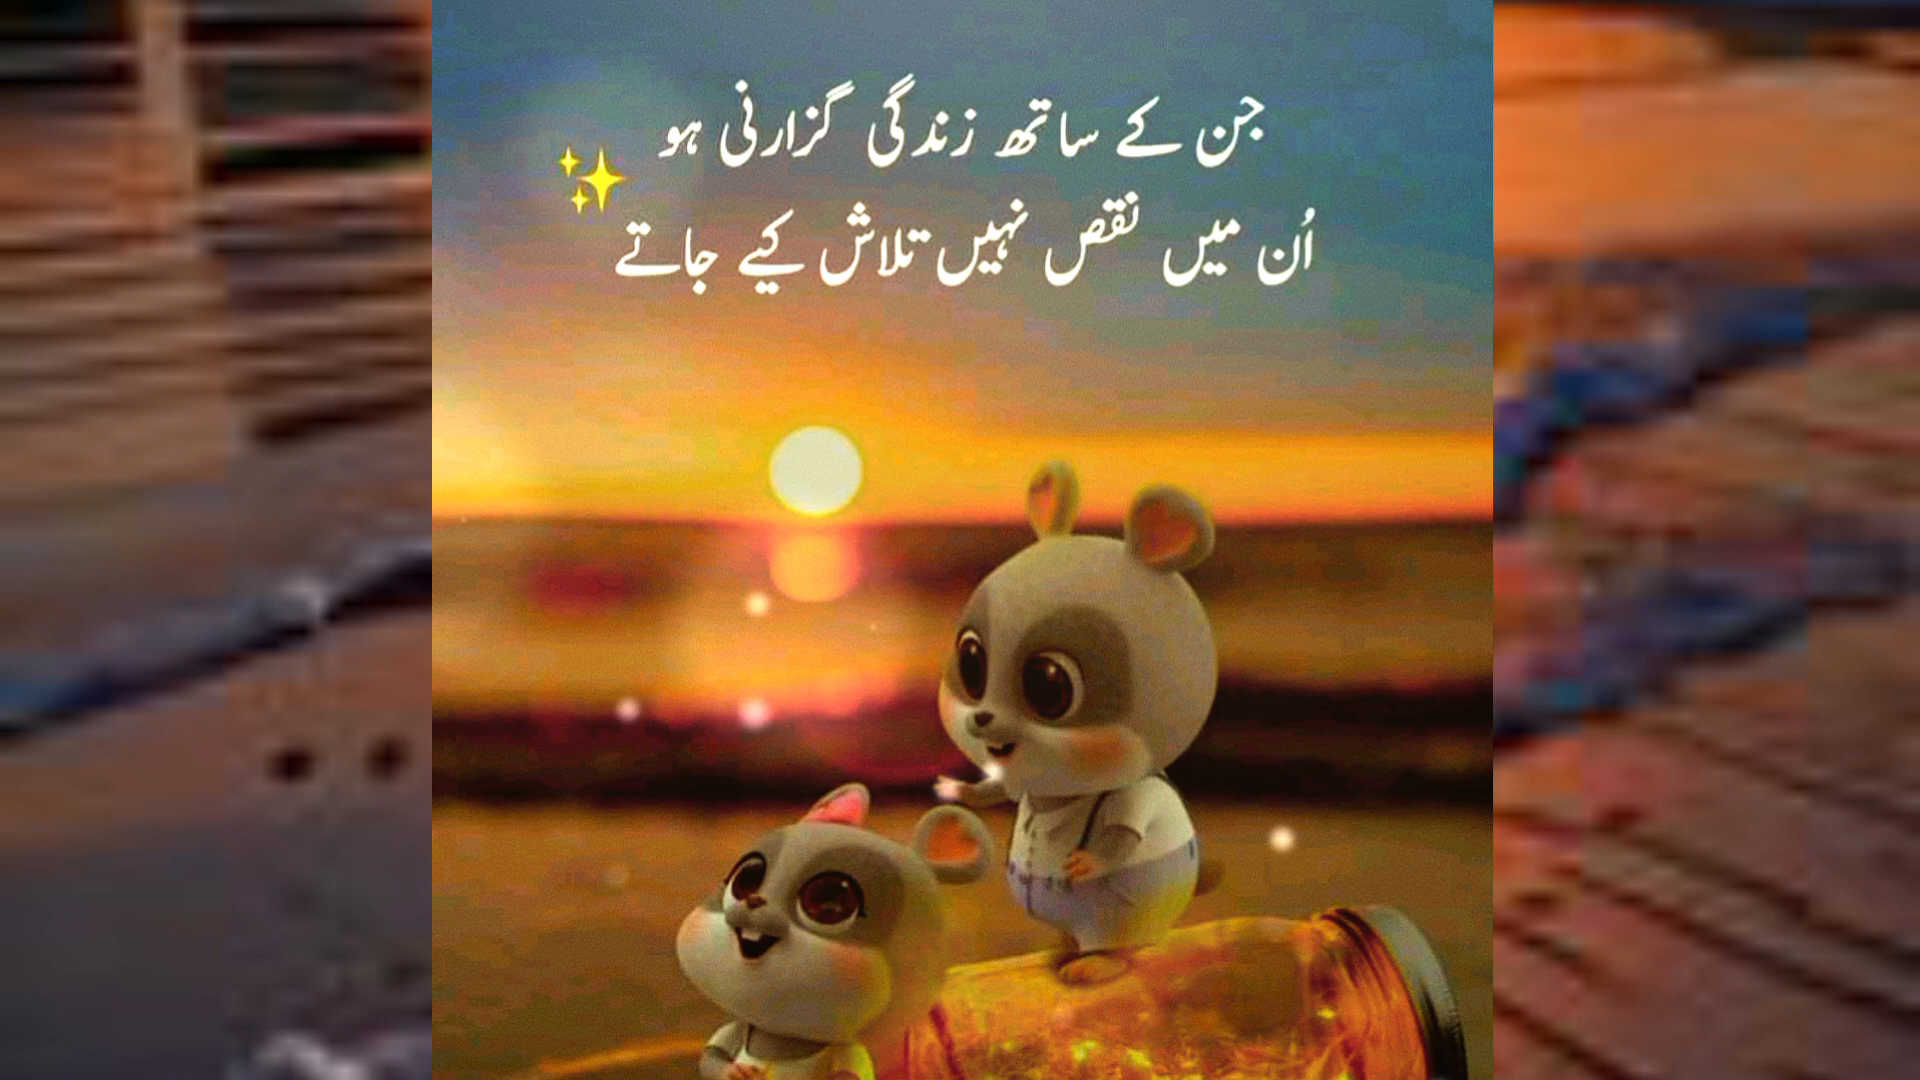 جن کے ساتھ زندگی گزارنی ہو
اُن میں نقص نہیں تلاش کیے جاتے